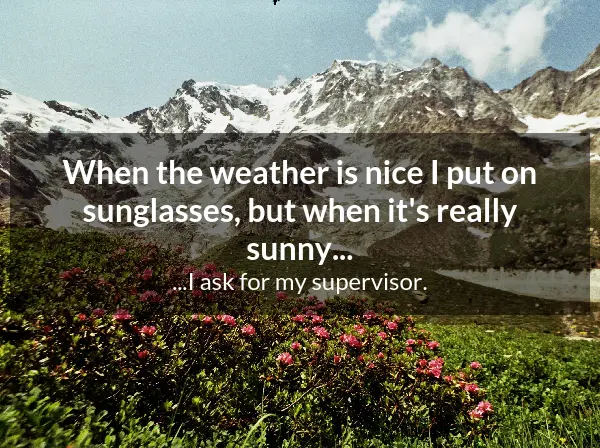 When the weather is nice I put on
sunglasses, but when it's really
sunny...
...I ask for my supervisor.